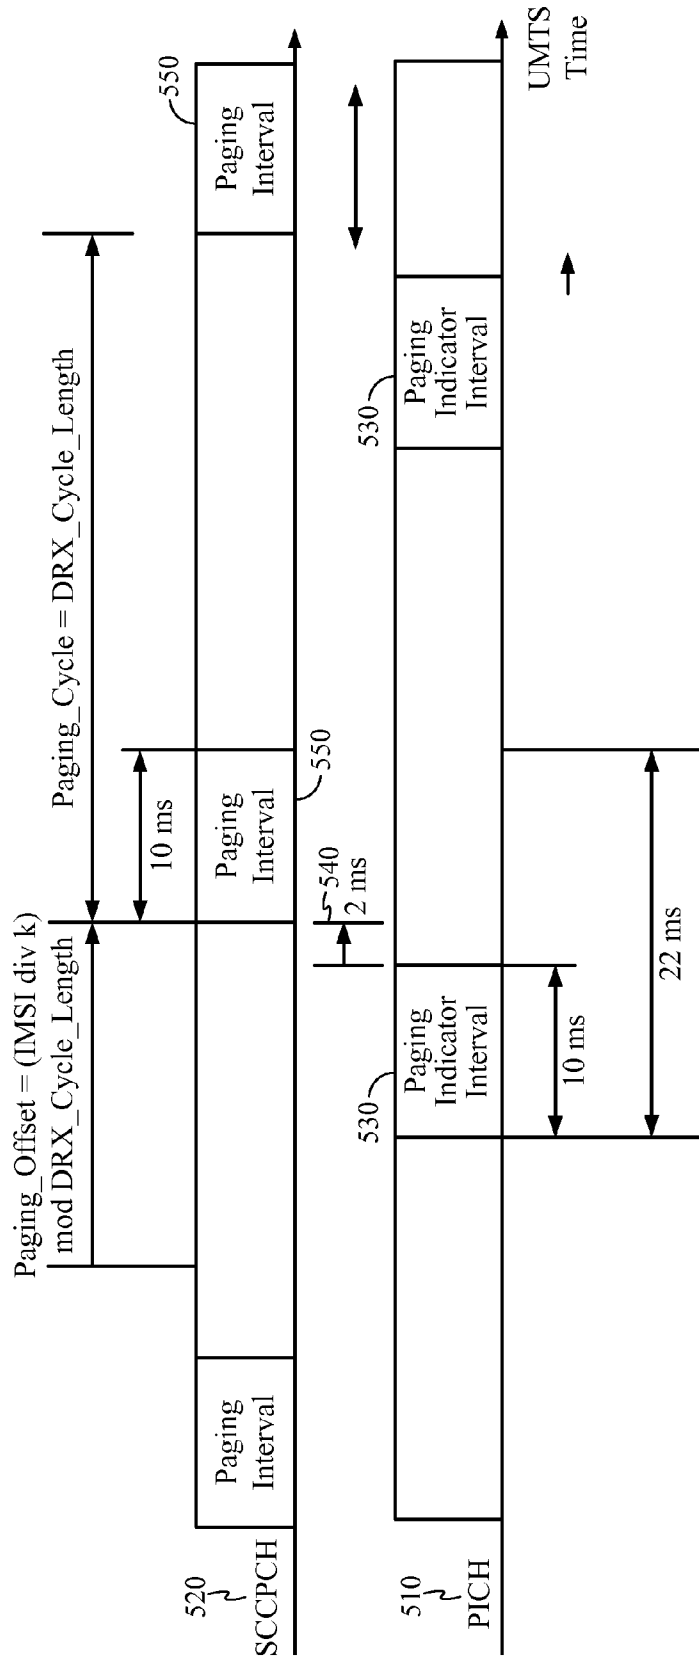 Paging_Offset = (IMSI div k)
mod DRX_Cycle_Length
Paging_Cycle = DRX_Cycle_Length
10 ms
550
520
SCCPCH
Paging
Interval
Paging
Interval
Paging
Interval
550
540
2 ms
530
530
510
PICH
Paging
Indicator
Interval
Paging
Indicator
Interval
10 ms
22 ms
UMTS
Time